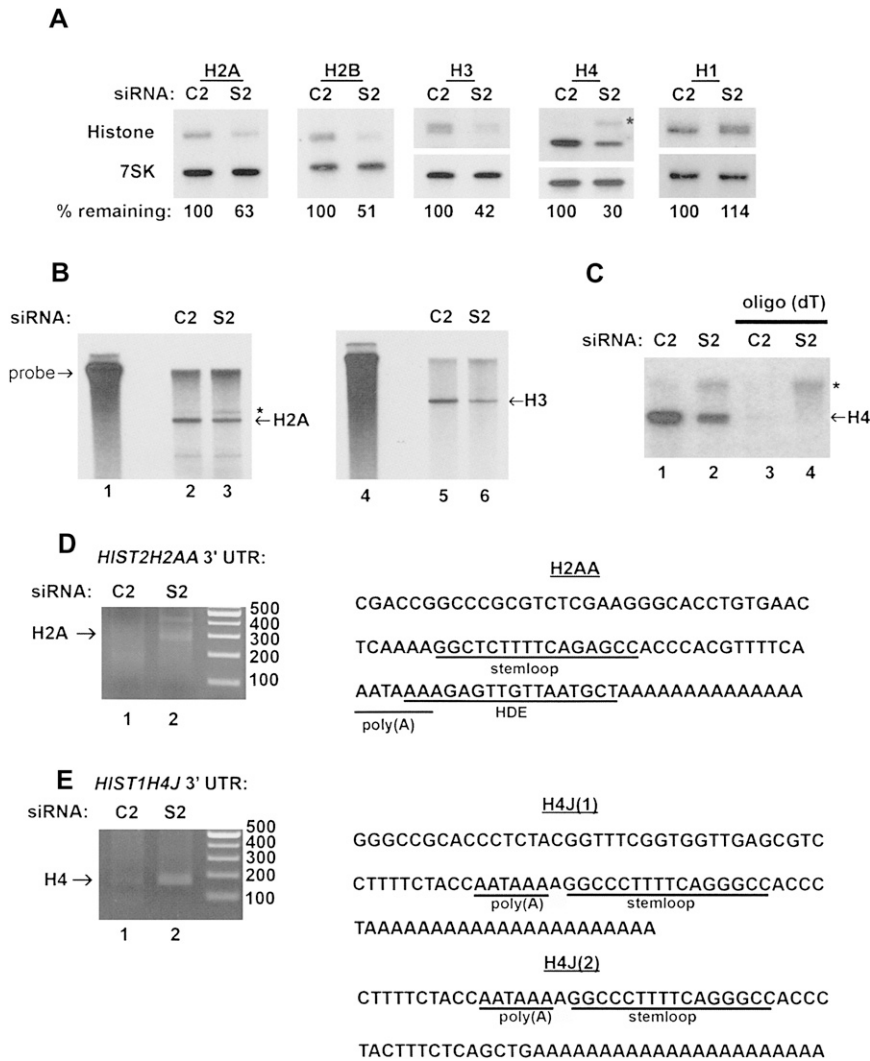 A
H2A H2B H3 H4 H1
siRNA: C2 S2 C2 S2 C2 S2 C2 S2 C2 S2
*
Histone
7SK
% remaining: 100 63 100 51 100 42 100 30 100 114
B
siRNA: C2 S2 C2 S2
probe→
*
←H2A
←H3
1 2 3 4 5 6
C
oligo (dT)
siRNA: C2 S2 C2 S2
*
←H4
1 2 3 4
D
HIST2H2AA 3' UTR:
siRNA: C2 S2
H2A →
500
400
300
200
100
1 2
H2AA
CGACCGGCCCGCGTCTCGAAGGGCACCTGTGAAC
TCAAAAGGCTCTTTTCAGAGCCACCCACGTTTTCA
stemloop
AATAAAAGAGTTGTTAATGCTAAAAAAAAAAAAAA
poly(A) HDE
E
HIST1H4J 3' UTR:
siRNA: C2 S2
H4 →
500
400
300
200
100
1 2
H4J(1)
GGGCCGCACCCTCTACGGTTTCGGTGGTTGAGCGTC
CTTTTCTACCAATAAAAGGCCCTTTTCAGGGCCACCC
poly(A) stemloop
TAAAAAAAAAAAAAAAAAAAAAA
H4J(2)
CTTTTCTACCAATAAAAGGCCCTTTTCAGGGCCACCC
poly(A) stemloop
TACTTTCTCAGCTGAAAAAAAAAAAAAAAAAAAAAA